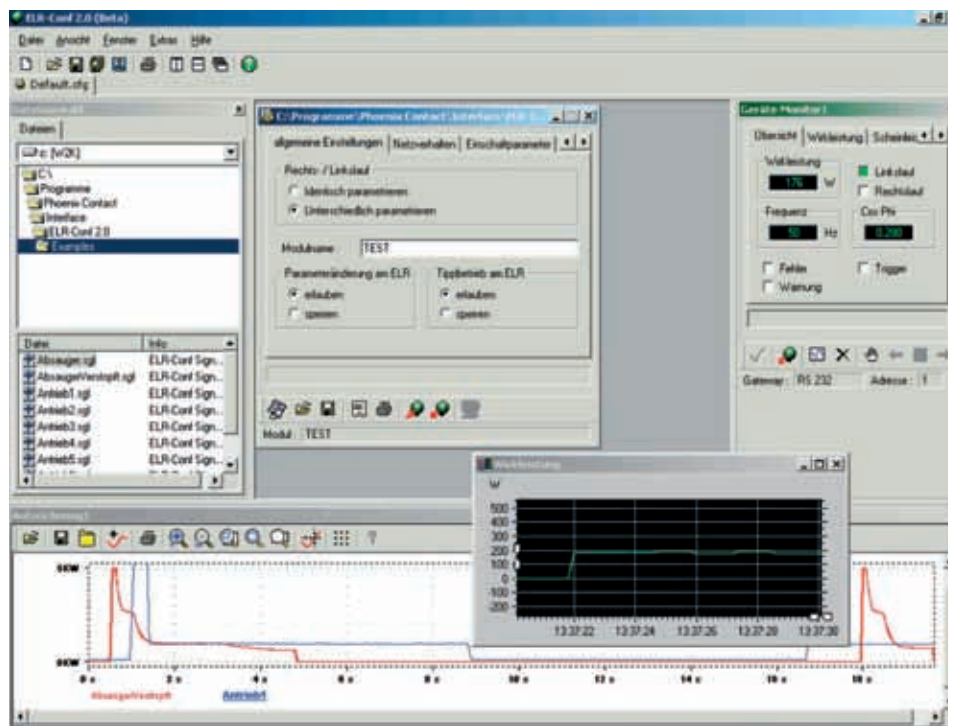 ELR-Conf 2.0 (Beta)
Datei Ansicht Fenster Extras Hilfe
Default.cfg
Dateien
c: [W2K]
C:\
Programme
Phoenix Contact
Interface
ELR-Conf 2.0
Examples
Datei Info
Absauger.sgl ELR-Conf Sign...
AbsaugerVerstopft.sgl ELR-Conf Sign...
Antrieb1.sgl ELR-Conf Sign...
Antrieb2.sgl ELR-Conf Sign...
Antrieb3.sgl ELR-Conf Sign...
Antrieb4.sgl ELR-Conf Sign...
Antrieb5.sgl ELR-Conf Sign...
C:\Programme\Phoenix Contact\Interface\ELR
allgemeine Einstellungen Netzverhalten Einschaltparameter
Rechts- / Linkslauf
Identisch parametrieren
Unterschiedlich parametrieren
Modulname TEST
Parameteränderung am ELR Tippbetrieb am ELR
erlauben erlauben
sperren sperren
Modul TEST
Geräte-Monitor1
Übersicht Wirkleistung Scheinleis
Wirkleistung
176 W
Linkslauf
Rechtslauf
Frequenz Cos Phi
50 Hz 0.280
Fehler Trigger
Warnung
Gateway: RS 232 Adresse: 1
Wirkleistung
W
500
400
300
200
100
0
-100
-200
13:37:22 13:37:24 13:37:26 13:37:28 13:37:30
Aufzeichnung1
0 s 2 s 4 s 6 s 8 s 10 s 12 s 14 s 16 s 18 s
AbsaugerVerstopft Antrieb1